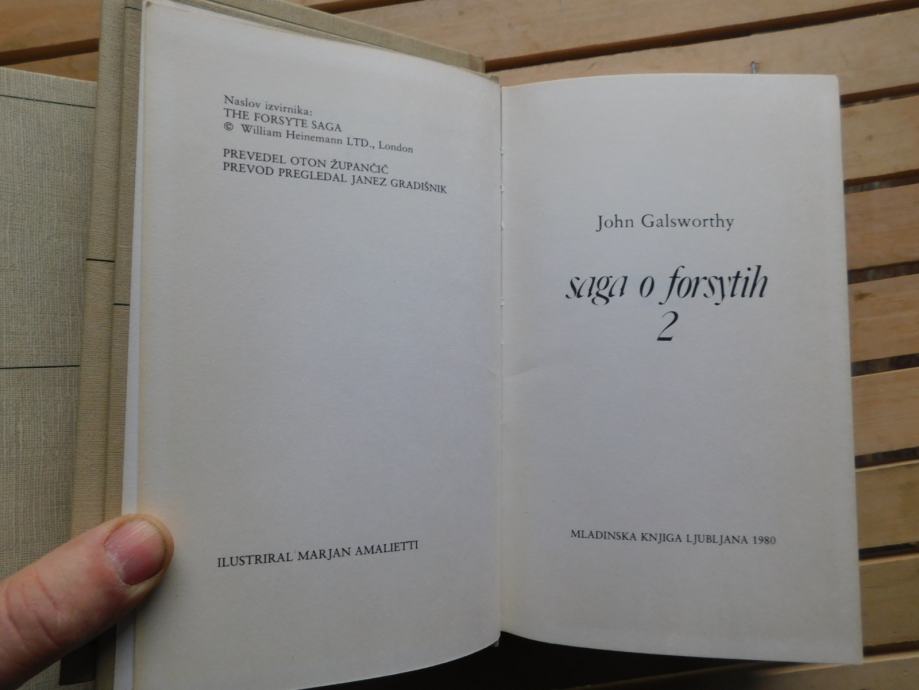 Naslov izvirnika:
THE FORSYTE SAGA
© William Heinemann LTD., London
PREVEDEL OTON ŽUPANČIČ
PREVOD PREGLEDAL JANEZ GRADIŠNIK
ILUSTRIRAL MARJAN AMALIETTI
John Galsworthy
saga o forsytih
2
MLADINSKA KNJIGA LJUBLJANA 1980